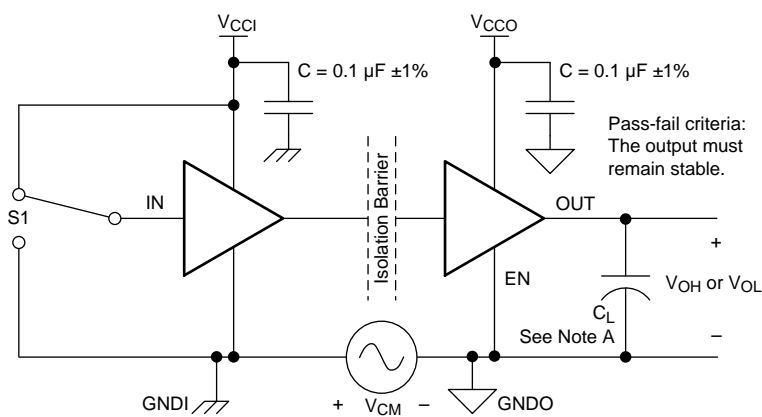 VCCI
VCCO
C = 0.1 µF ±1%
C = 0.1 µF ±1%
Pass-fail criteria:
The output must
remain stable.
Isolation Barrier
IN
OUT
S1
+
EN
VOH or VOL
CL
See Note A
–
GNDI
+ VCM –
GNDO